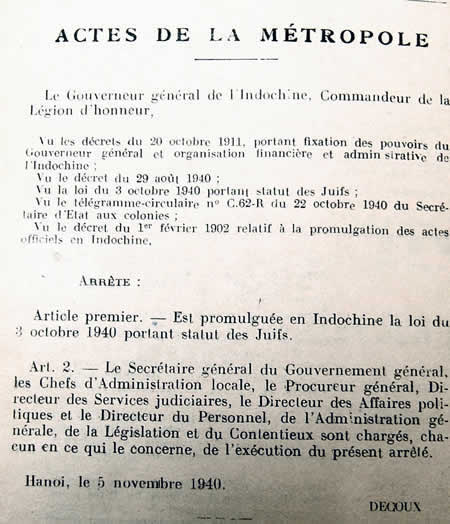 ACTES DE LA MÉTROPOLE
Le Gouverneur général de l'Indochine, Commandeur de la
Légion d'honneur,
Vu les décrets du 20 octobre 1911, portant fixation des pouvoirs du
Gouverneur général et organisation financière et administrative de
l'Indochine ;
Vu le décret du 29 août 1940 ;
Vu la loi du 3 octobre 1940 portant statut des Juifs ;
Vu le télégramme-circulaire n° C.62-R du 22 octobre 1940 du Secré-
taire d'Etat aux colonies ;
Vu le décret du 1er février 1902 relatif à la promulgation des actes
officiels en Indochine,
ARRÊTE :
Article premier. — Est promulguée en Indochine la loi du
3 octobre 1940 portant statut des Juifs.
Art. 2. — Le Secrétaire général du Gouvernement général,
les Chefs d'Administration locale, le Procureur général, Di-
recteur des Services judiciaires, le Directeur des Affaires poli-
tiques et le Directeur du Personnel, de l'Administration gé-
nérale, de la Législation et du Contentieux sont chargés, cha-
cun en ce qui le concerne, de l'exécution du présent arrêté.
Hanoi, le 5 novembre 1940.
DECOUX